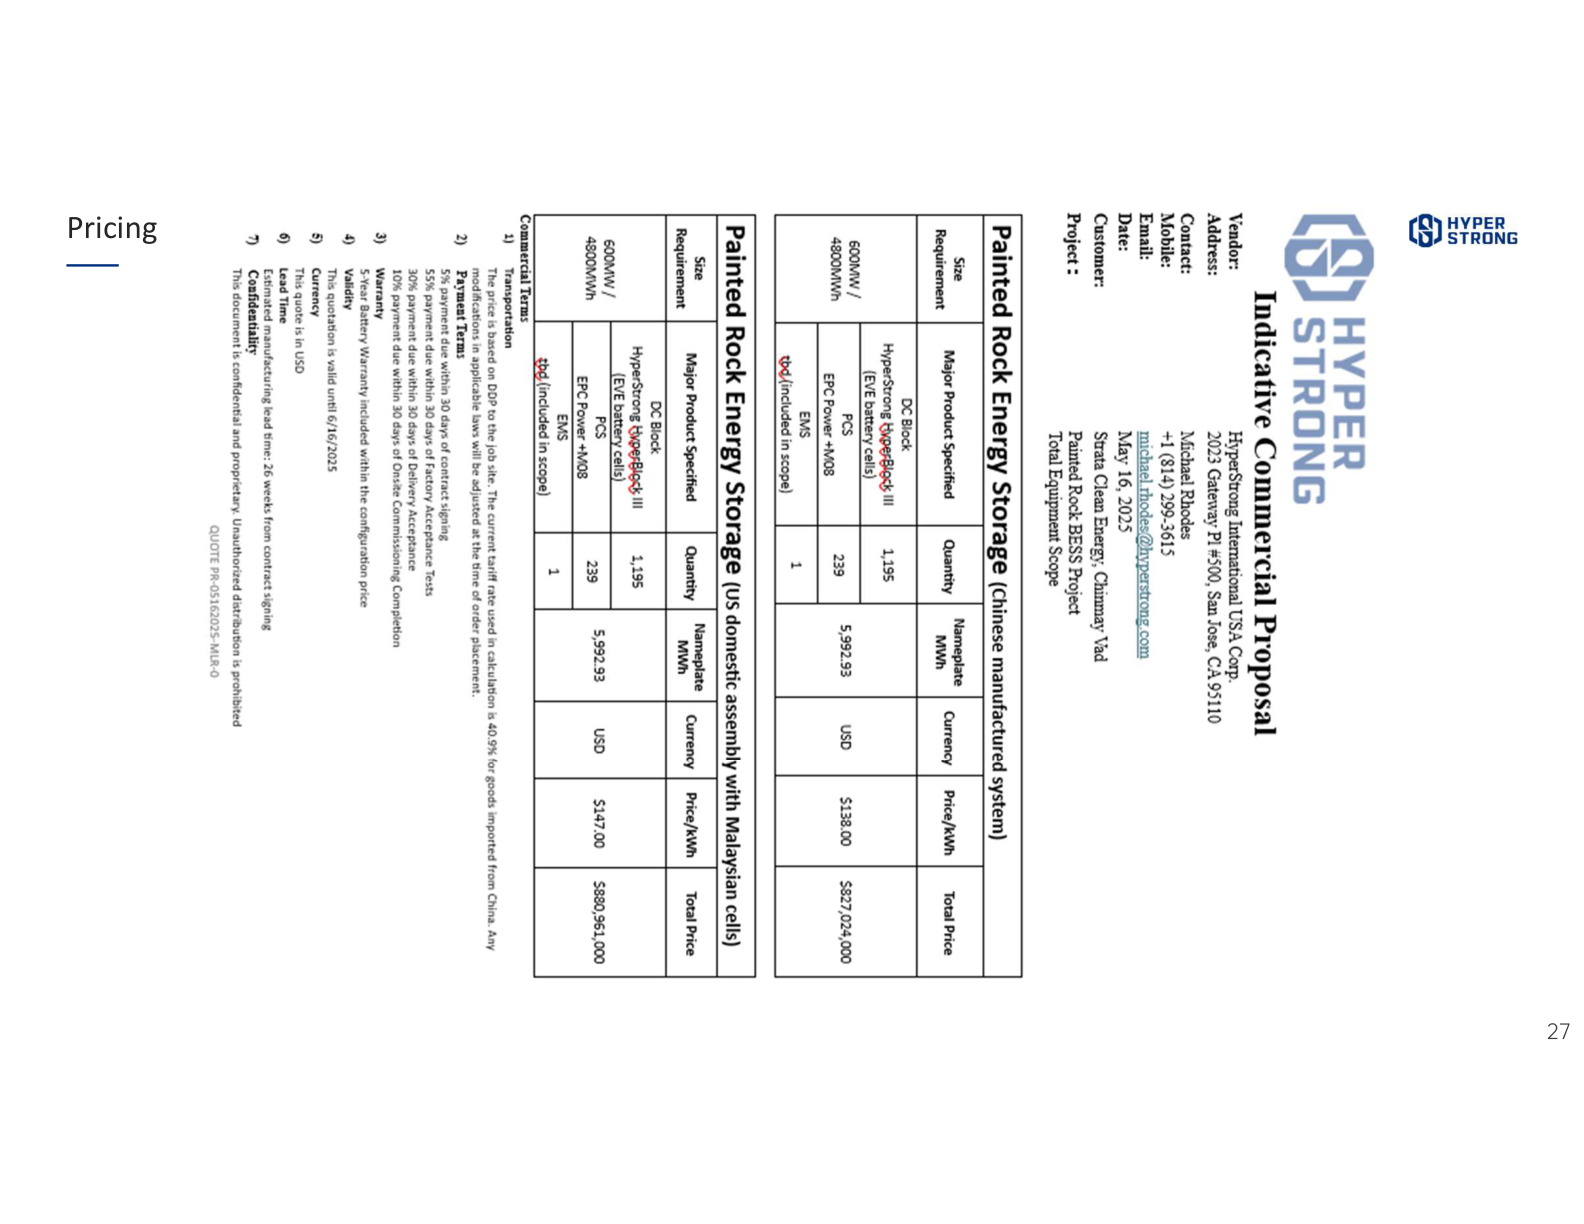 Pricing
HYPER
STRONG
HYPER
STRONG
Indicative Commercial Proposal
Vendor: HyperStrong International USA Corp.
Address: 2023 Gateway Pl #500, San Jose, CA 95110
Contact: Michael Rhodes
Mobile: +1 (814) 299-3615
Email: michael.rhodes@hyperstrong.com
Date: May 16, 2025
Customer: Strata Clean Energy, Chinmay Vad
Project : Painted Rock BESS Project
Total Equipment Scope
Painted Rock Energy Storage (Chinese manufactured system)
Size Requirement Major Product Specified Quantity Nameplate MWh Currency Price/kWh Total Price
600MW / 4800MWh
DC Block
HyperStrong HyperBlock III 1,195
(EVE battery cells)
PCS
EPC Power +M08 239
EMS
tbd (included in scope) 1
5,992.93 USD $138.00 $827,024,000
Painted Rock Energy Storage (US domestic assembly with Malaysian cells)
Size Requirement Major Product Specified Quantity Nameplate MWh Currency Price/kWh Total Price
600MW / 4800MWh
DC Block
HyperStrong HyperBlock III 1,195
(EVE battery cells)
PCS
EPC Power +M08 239
EMS
tbd (included in scope) 1
5,992.93 USD $147.00 $880,961,000
Commercial Terms
1) Transportation
The price is based on DDP to the job site. The current tariff rate used in calculation is 40.9% for goods imported from China. Any
modifications in applicable laws will be adjusted at the time of order placement.
2) Payment Terms
5% payment due within 30 days of contract signing
55% payment due within 30 days of Factory Acceptance Tests
30% payment due within 30 days of Delivery Acceptance
10% payment due within 30 days of Onsite Commissioning Completion
3) Warranty
5-Year Battery Warranty included within the configuration price
4) Validity
This quotation is valid until 6/16/2025
5) Currency
This quote is in USD
6) Lead Time
Estimated manufacturing lead time: 26 weeks from contract signing
7) Confidentiality
This document is confidential and proprietary. Unauthorized distribution is prohibited
QUOTE PR-05162025-MLR-0
27